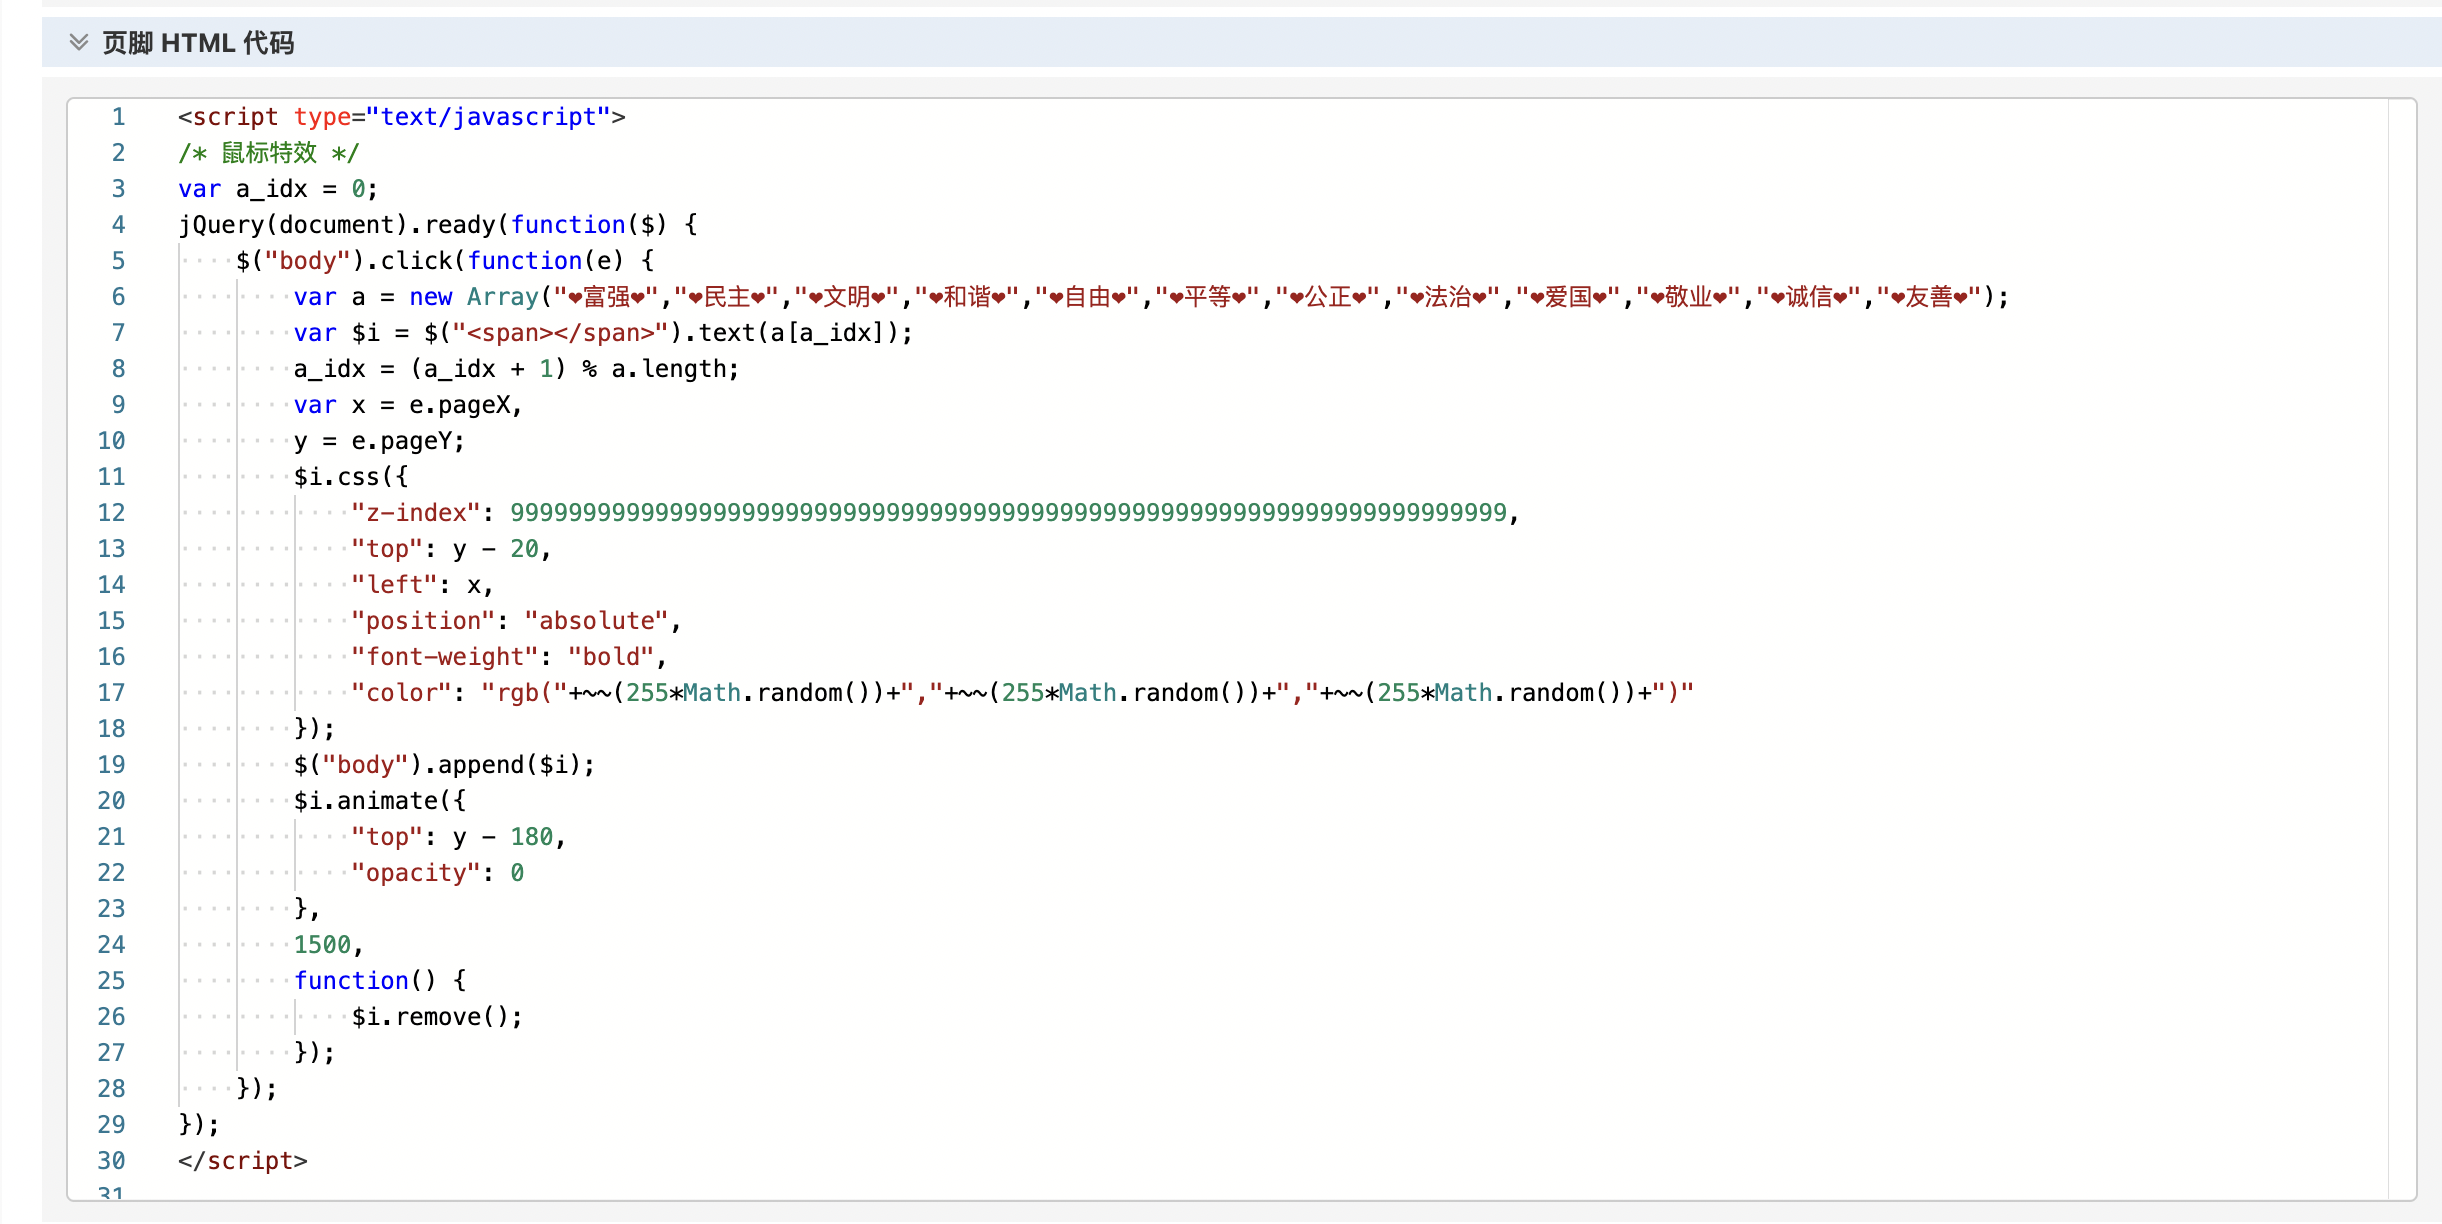 页脚 HTML 代码
1 <script type="text/javascript">
2 /* 鼠标特效 */
3 var a_idx = 0;
4 jQuery(document).ready(function($) {
5 $("body").click(function(e) {
6 var a = new Array("❤富强❤","❤民主❤","❤文明❤","❤和谐❤","❤自由❤","❤平等❤","❤公正❤","❤法治❤","❤爱国❤","❤敬业❤","❤诚信❤","❤友善❤");
7 var $i = $("<span></span>").text(a[a_idx]);
8 a_idx = (a_idx + 1) % a.length;
9 var x = e.pageX,
10 y = e.pageY;
11 $i.css({
12 "z-index": 999999999999999999999999999999999999999999999999999999999999999999999,
13 "top": y - 20,
14 "left": x,
15 "position": "absolute",
16 "font-weight": "bold",
17 "color": "rgb("+~~(255*Math.random())+","+~~(255*Math.random())+","+~~(255*Math.random())+")"
18 });
19 $("body").append($i);
20 $i.animate({
21 "top": y - 180,
22 "opacity": 0
23 },
24 1500,
25 function() {
26 $i.remove();
27 });
28 });
29 });
30 </script>
31